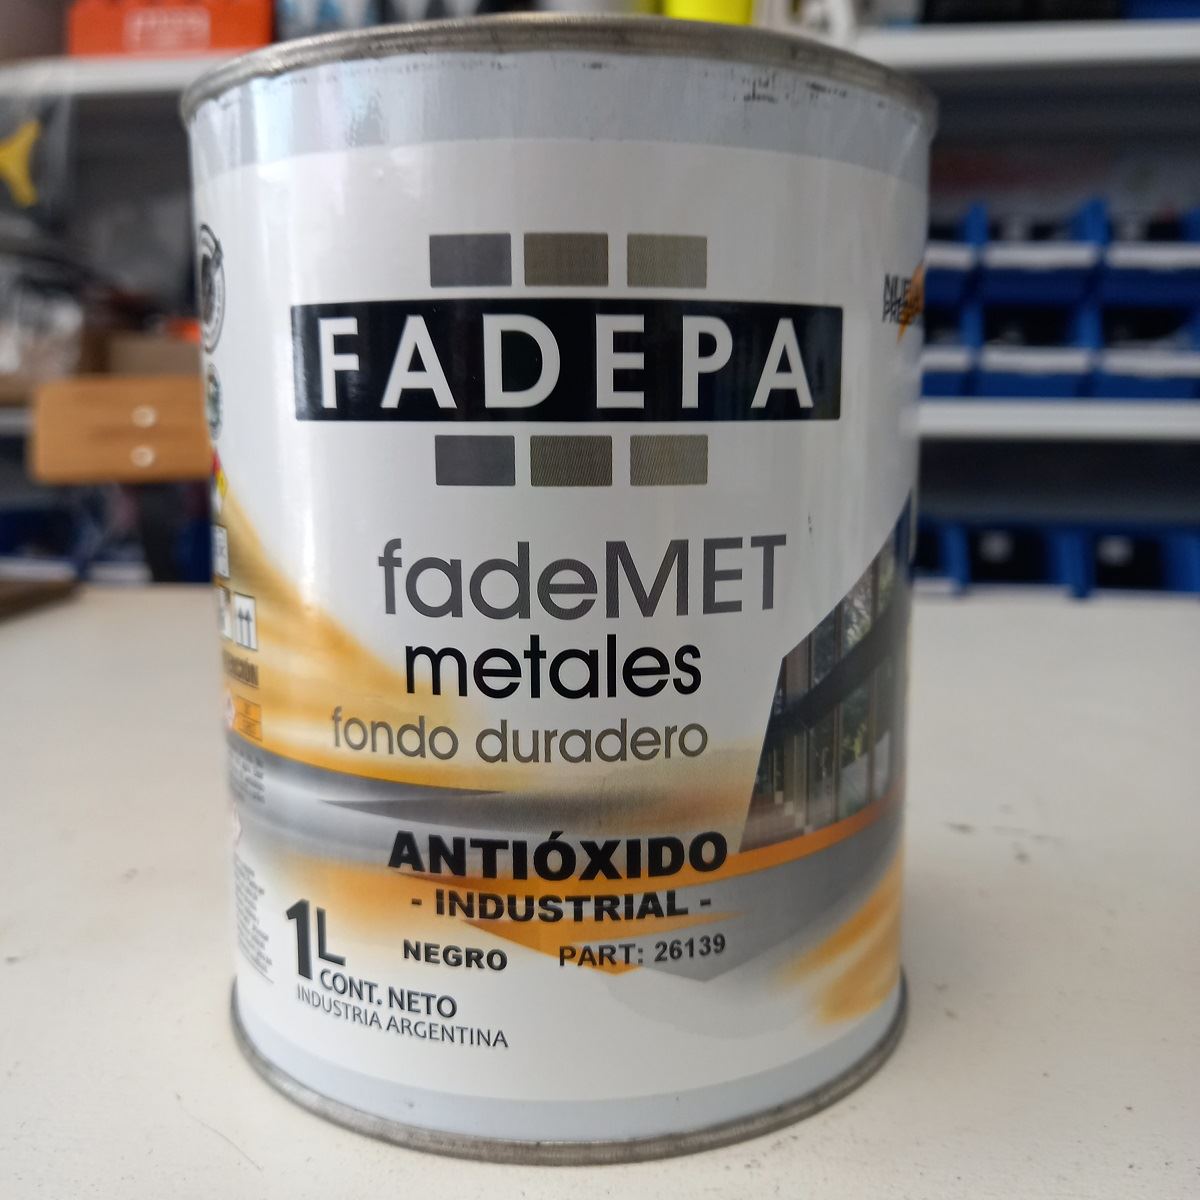 FADEPA
fadeMET
metales
fondo duradero
ANTIÓXIDO
- INDUSTRIAL -
NEGRO PART: 26139
1L
CONT. NETO
INDUSTRIA ARGENTINA